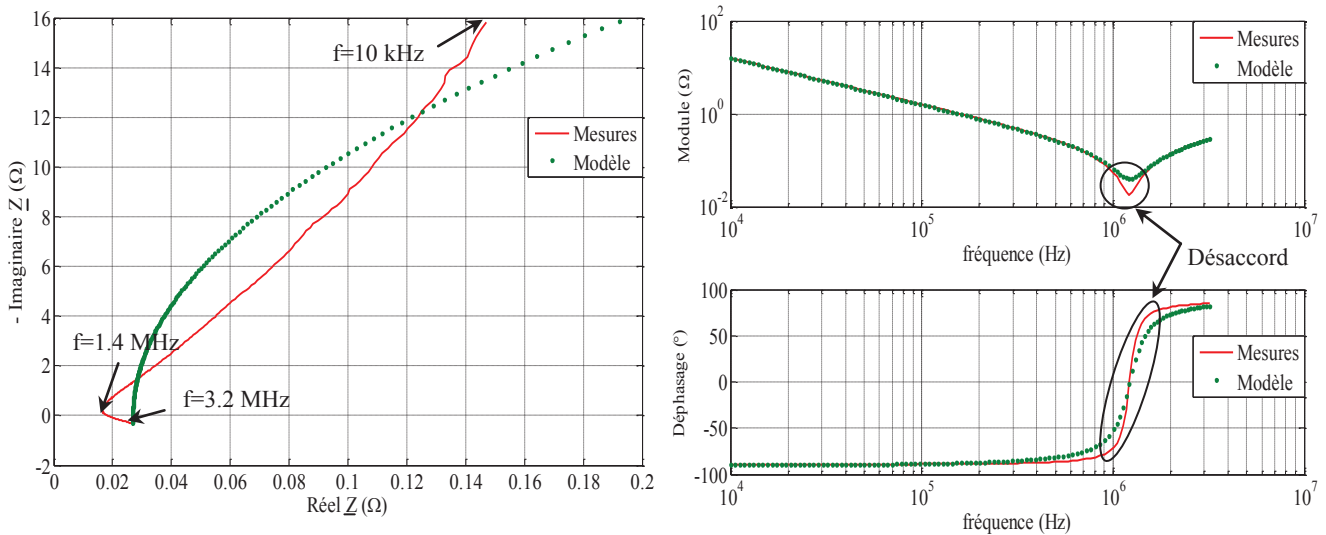 16
14
12
10
8
6
4
2
0
-2
- Imaginaire Z (Ω)
f=10 kHz
Mesures
Modèle
f=1.4 MHz
f=3.2 MHz
0 0.02 0.04 0.06 0.08 0.1 0.12 0.14 0.16 0.18 0.2
Réel Z (Ω)
10^2
10^0
10^-2
Module (Ω)
Mesures
Modèle
10^4 10^5 10^6 10^7
fréquence (Hz)
Désaccord
100
50
0
-50
-100
Déphasage (°)
Mesures
Modèle
10^4 10^5 10^6 10^7
fréquence (Hz)